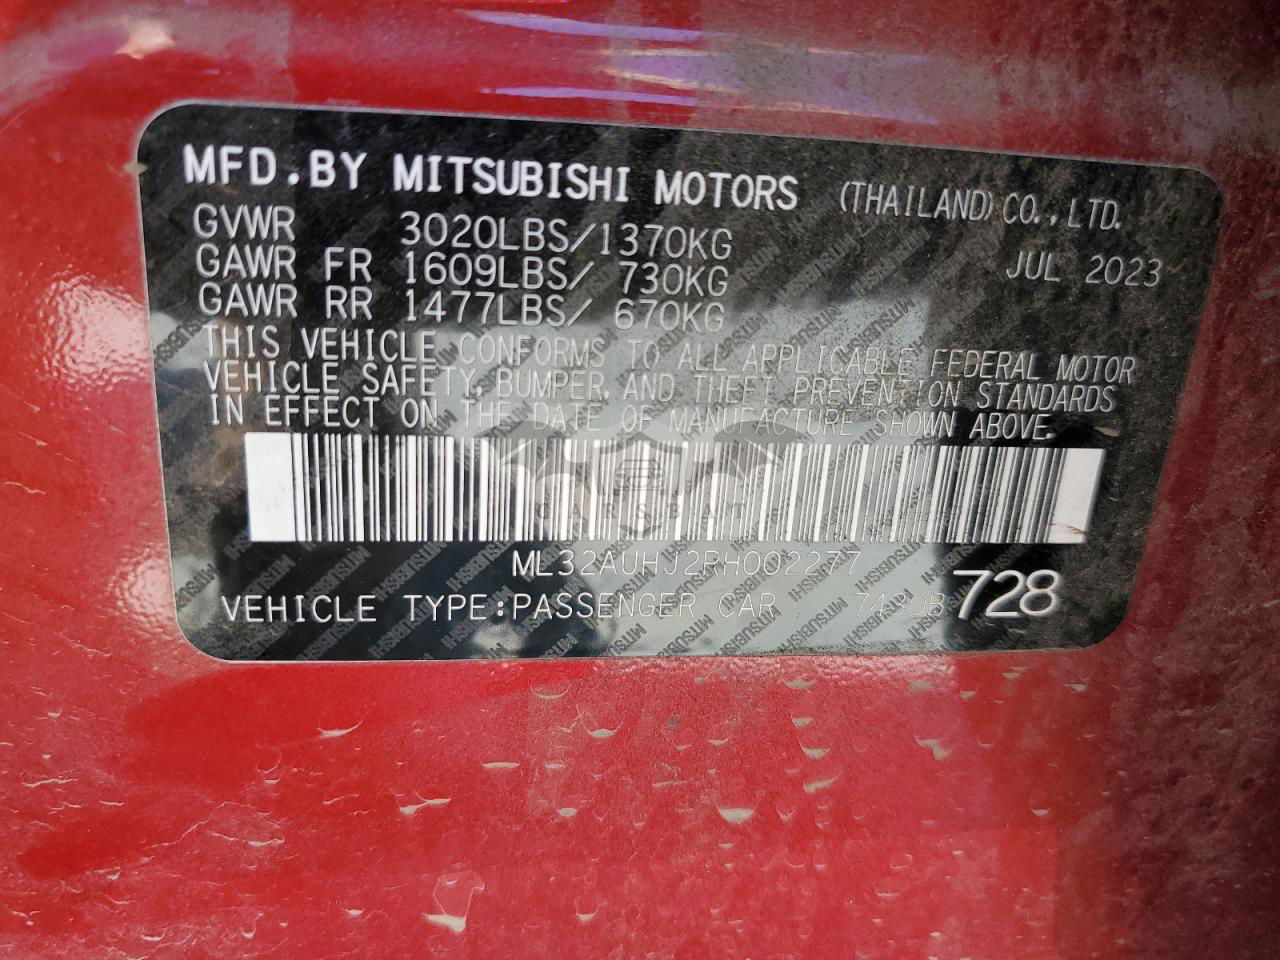 MFD.BY MITSUBISHI MOTORS (THAILAND) CO., LTD.
GVWR 3020LBS/1370KG JUL 2023
GAWR FR 1609LBS/ 730KG
GAWR RR 1477LBS/ 670KG
THIS VEHICLE CONFORMS TO ALL APPLICABLE FEDERAL MOTOR
VEHICLE SAFETY, BUMPER, AND THEFT PREVENTION STANDARDS
IN EFFECT ON THE DATE OF MANUFACTURE SHOWN ABOVE.
CARSBAT
ML32AUHJ2RH002277
VEHICLE TYPE:PASSENGER CAR 728